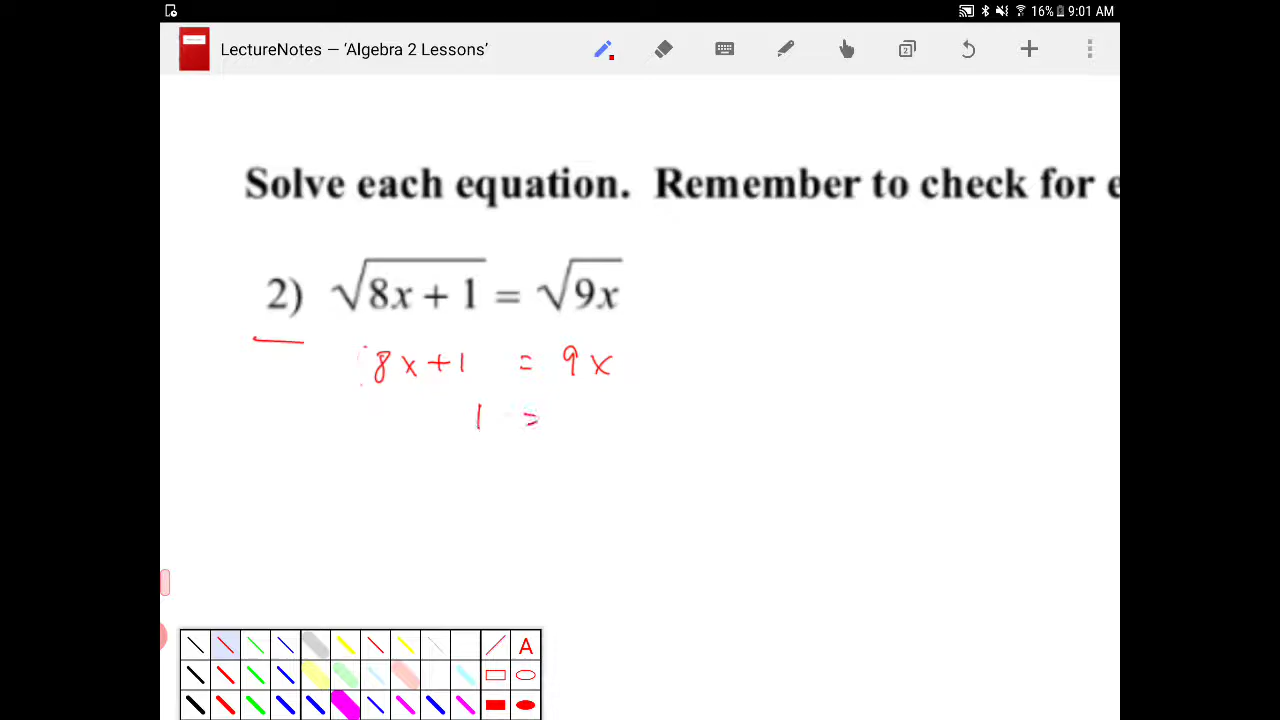 16% 9:01 AM
LectureNotes — ‘Algebra 2 Lessons’
2
Solve each equation. Remember to check for e
2) √8x + 1 = √9x
8x+1 = 9x
1 =
A